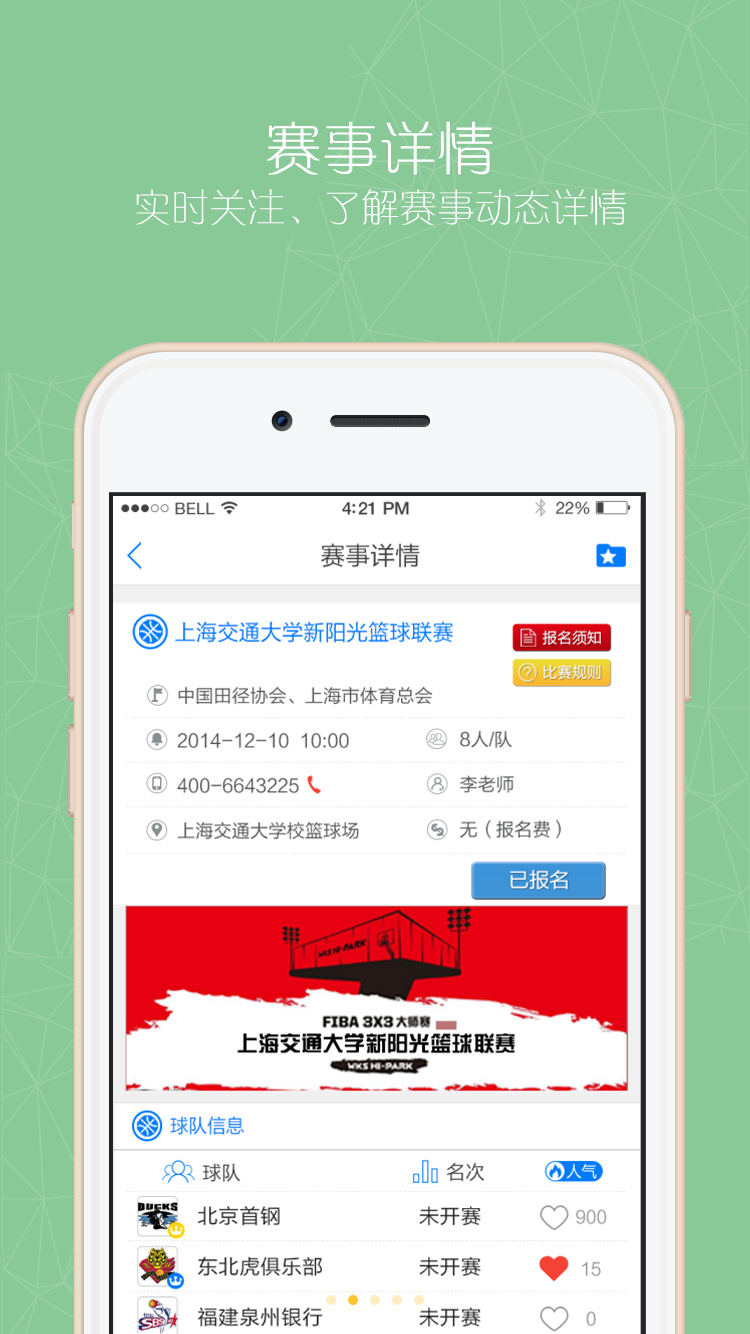 赛事详情
实时关注、了解赛事动态详情
BELL 4:21 PM 22%
赛事详情
上海交通大学新阳光篮球联赛
报名须知
比赛规则
中国田径协会、上海市体育总会
2014-12-10 10:00 8人/队
400-6643225 李老师
上海交通大学校篮球场 无（报名费）
已报名
WKS HI-PARK
FIBA 3X3 大师赛
上海交通大学新阳光篮球联赛
WKS HI-PARK
球队信息
球队 名次 人气
DUCKS
北京首钢 未开赛 900
东北虎俱乐部 未开赛 15
SBS
福建泉州银行 未开赛 0